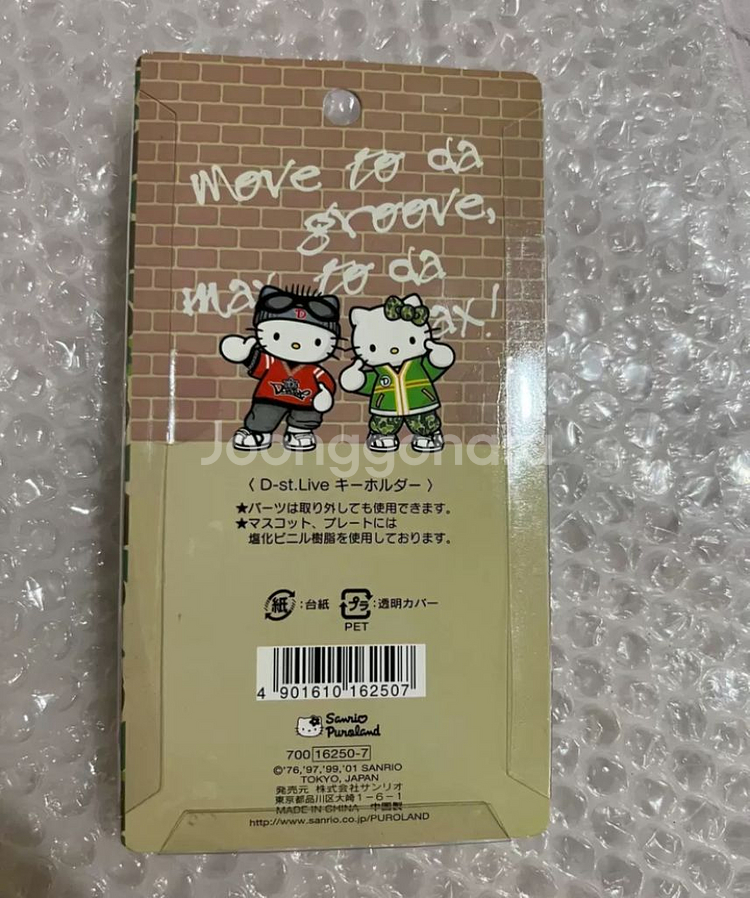 move to da
groove,
max to da
max!
D
Joonggonara
〈 D-st.Live キーホルダー 〉
★パーツは取り外しても使用できます。
★マスコット、プレートには
塩化ビニル樹脂を使用しております。
紙 :台紙 プラ :透明カバー
PET
4 901610 162507
Sanrio
Puroland
700 16250-7
©'76,'97,'99,'01 SANRIO
TOKYO, JAPAN
発売元 株式会社サンリオ
東京都品川区大崎1-6-1
MADE IN CHINA 中国製
http://www.sanrio.co.jp/PUROLAND